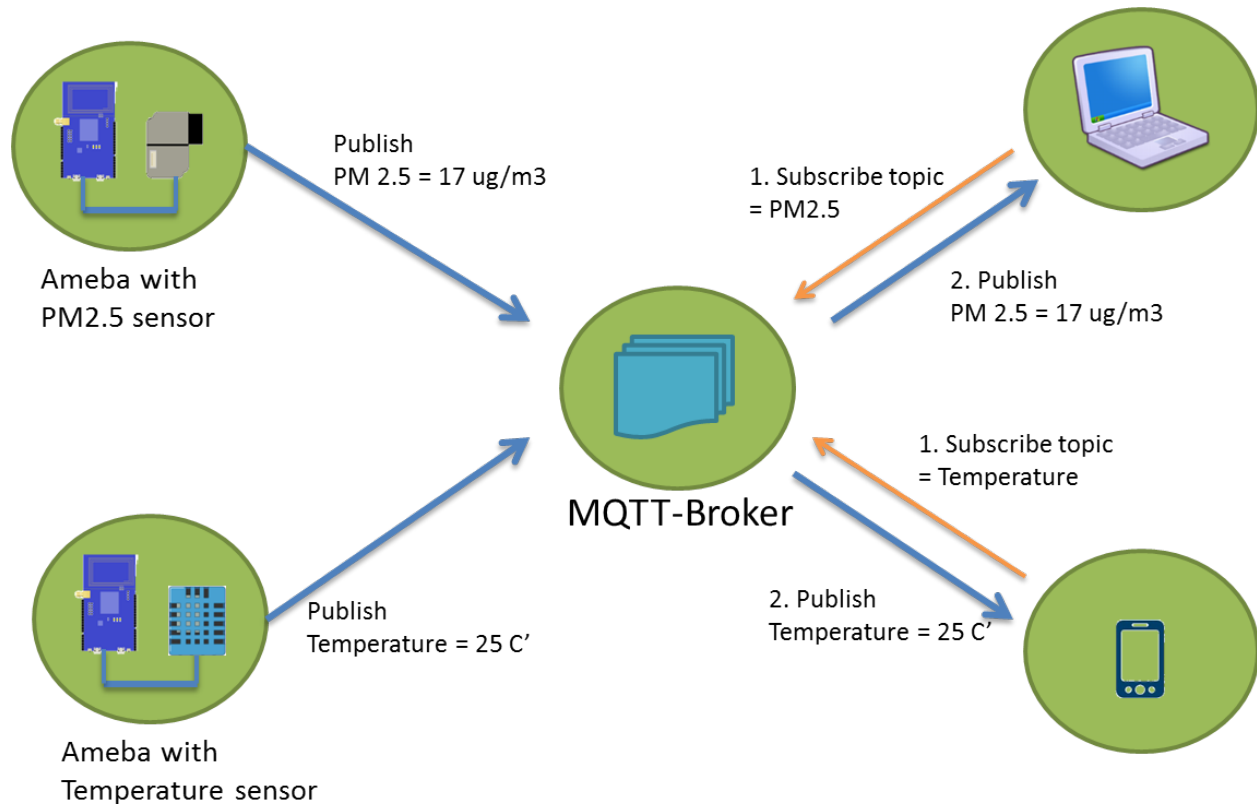 Publish
PM 2.5 = 17 ug/m3
Ameba with
PM2.5 sensor
1. Subscribe topic
= PM2.5
2. Publish
PM 2.5 = 17 ug/m3
MQTT-Broker
1. Subscribe topic
= Temperature
2. Publish
Temperature = 25 C’
Publish
Temperature = 25 C’
Ameba with
Temperature sensor